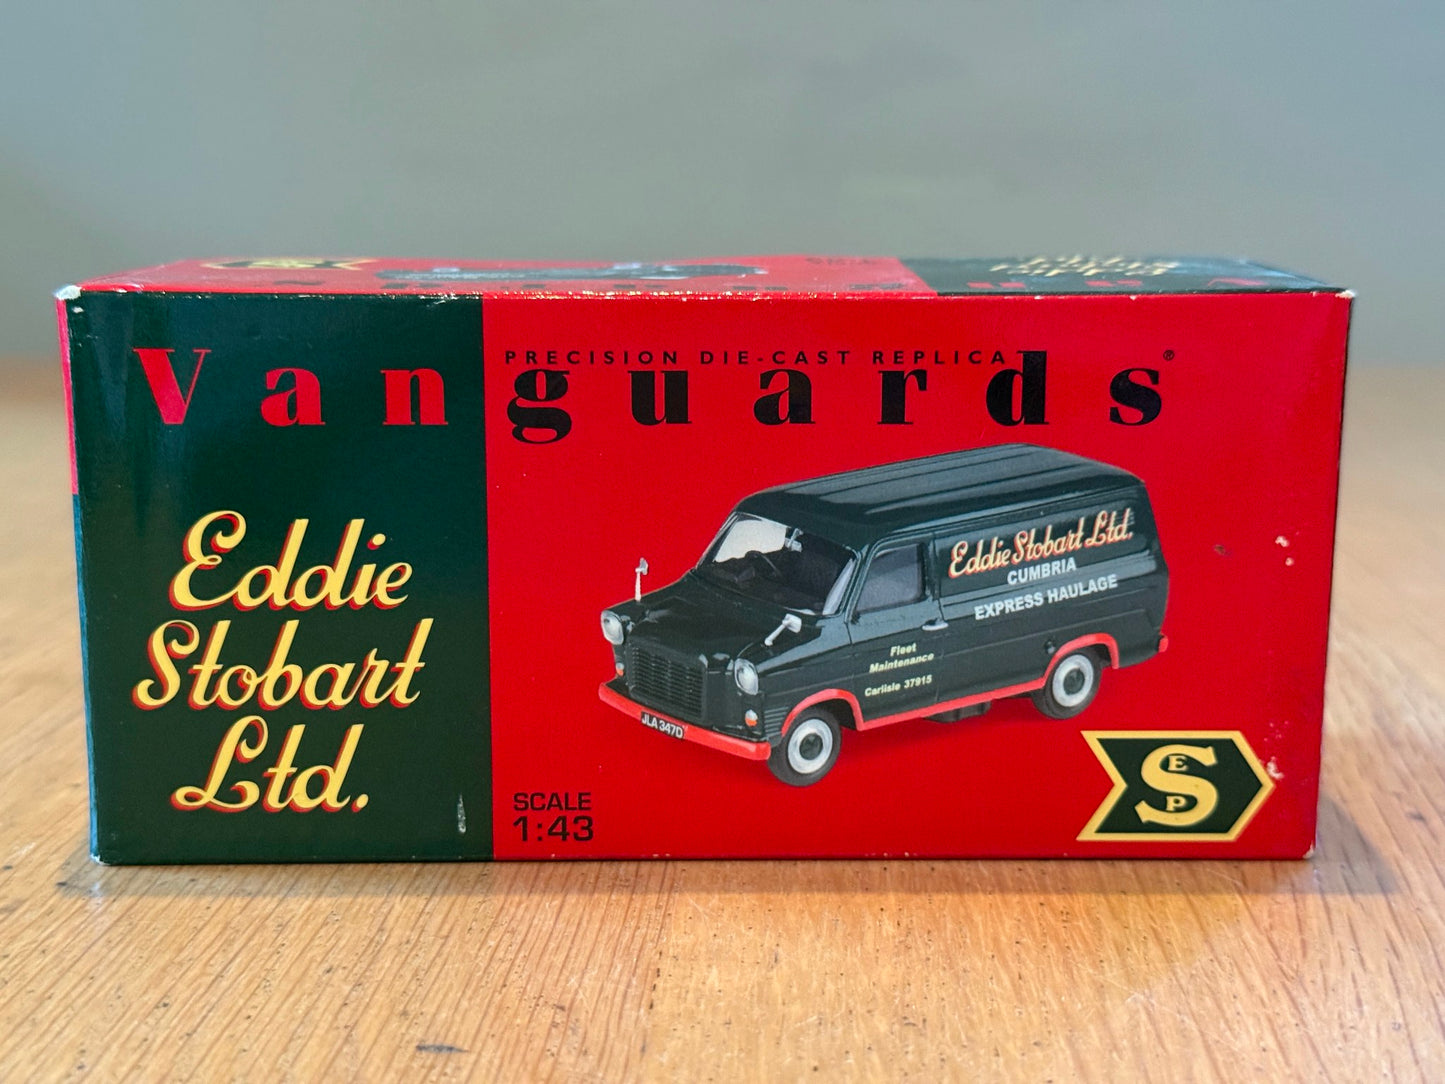 Vanguards®
PRECISION DIE-CAST REPLICA
Eddie
Stobart
Ltd.
Eddie Stobart Ltd.
CUMBRIA
EXPRESS HAULAGE
Fleet
Maintenance
Carlisle 37915
JLA 347D
SCALE
1:43
E
S
P